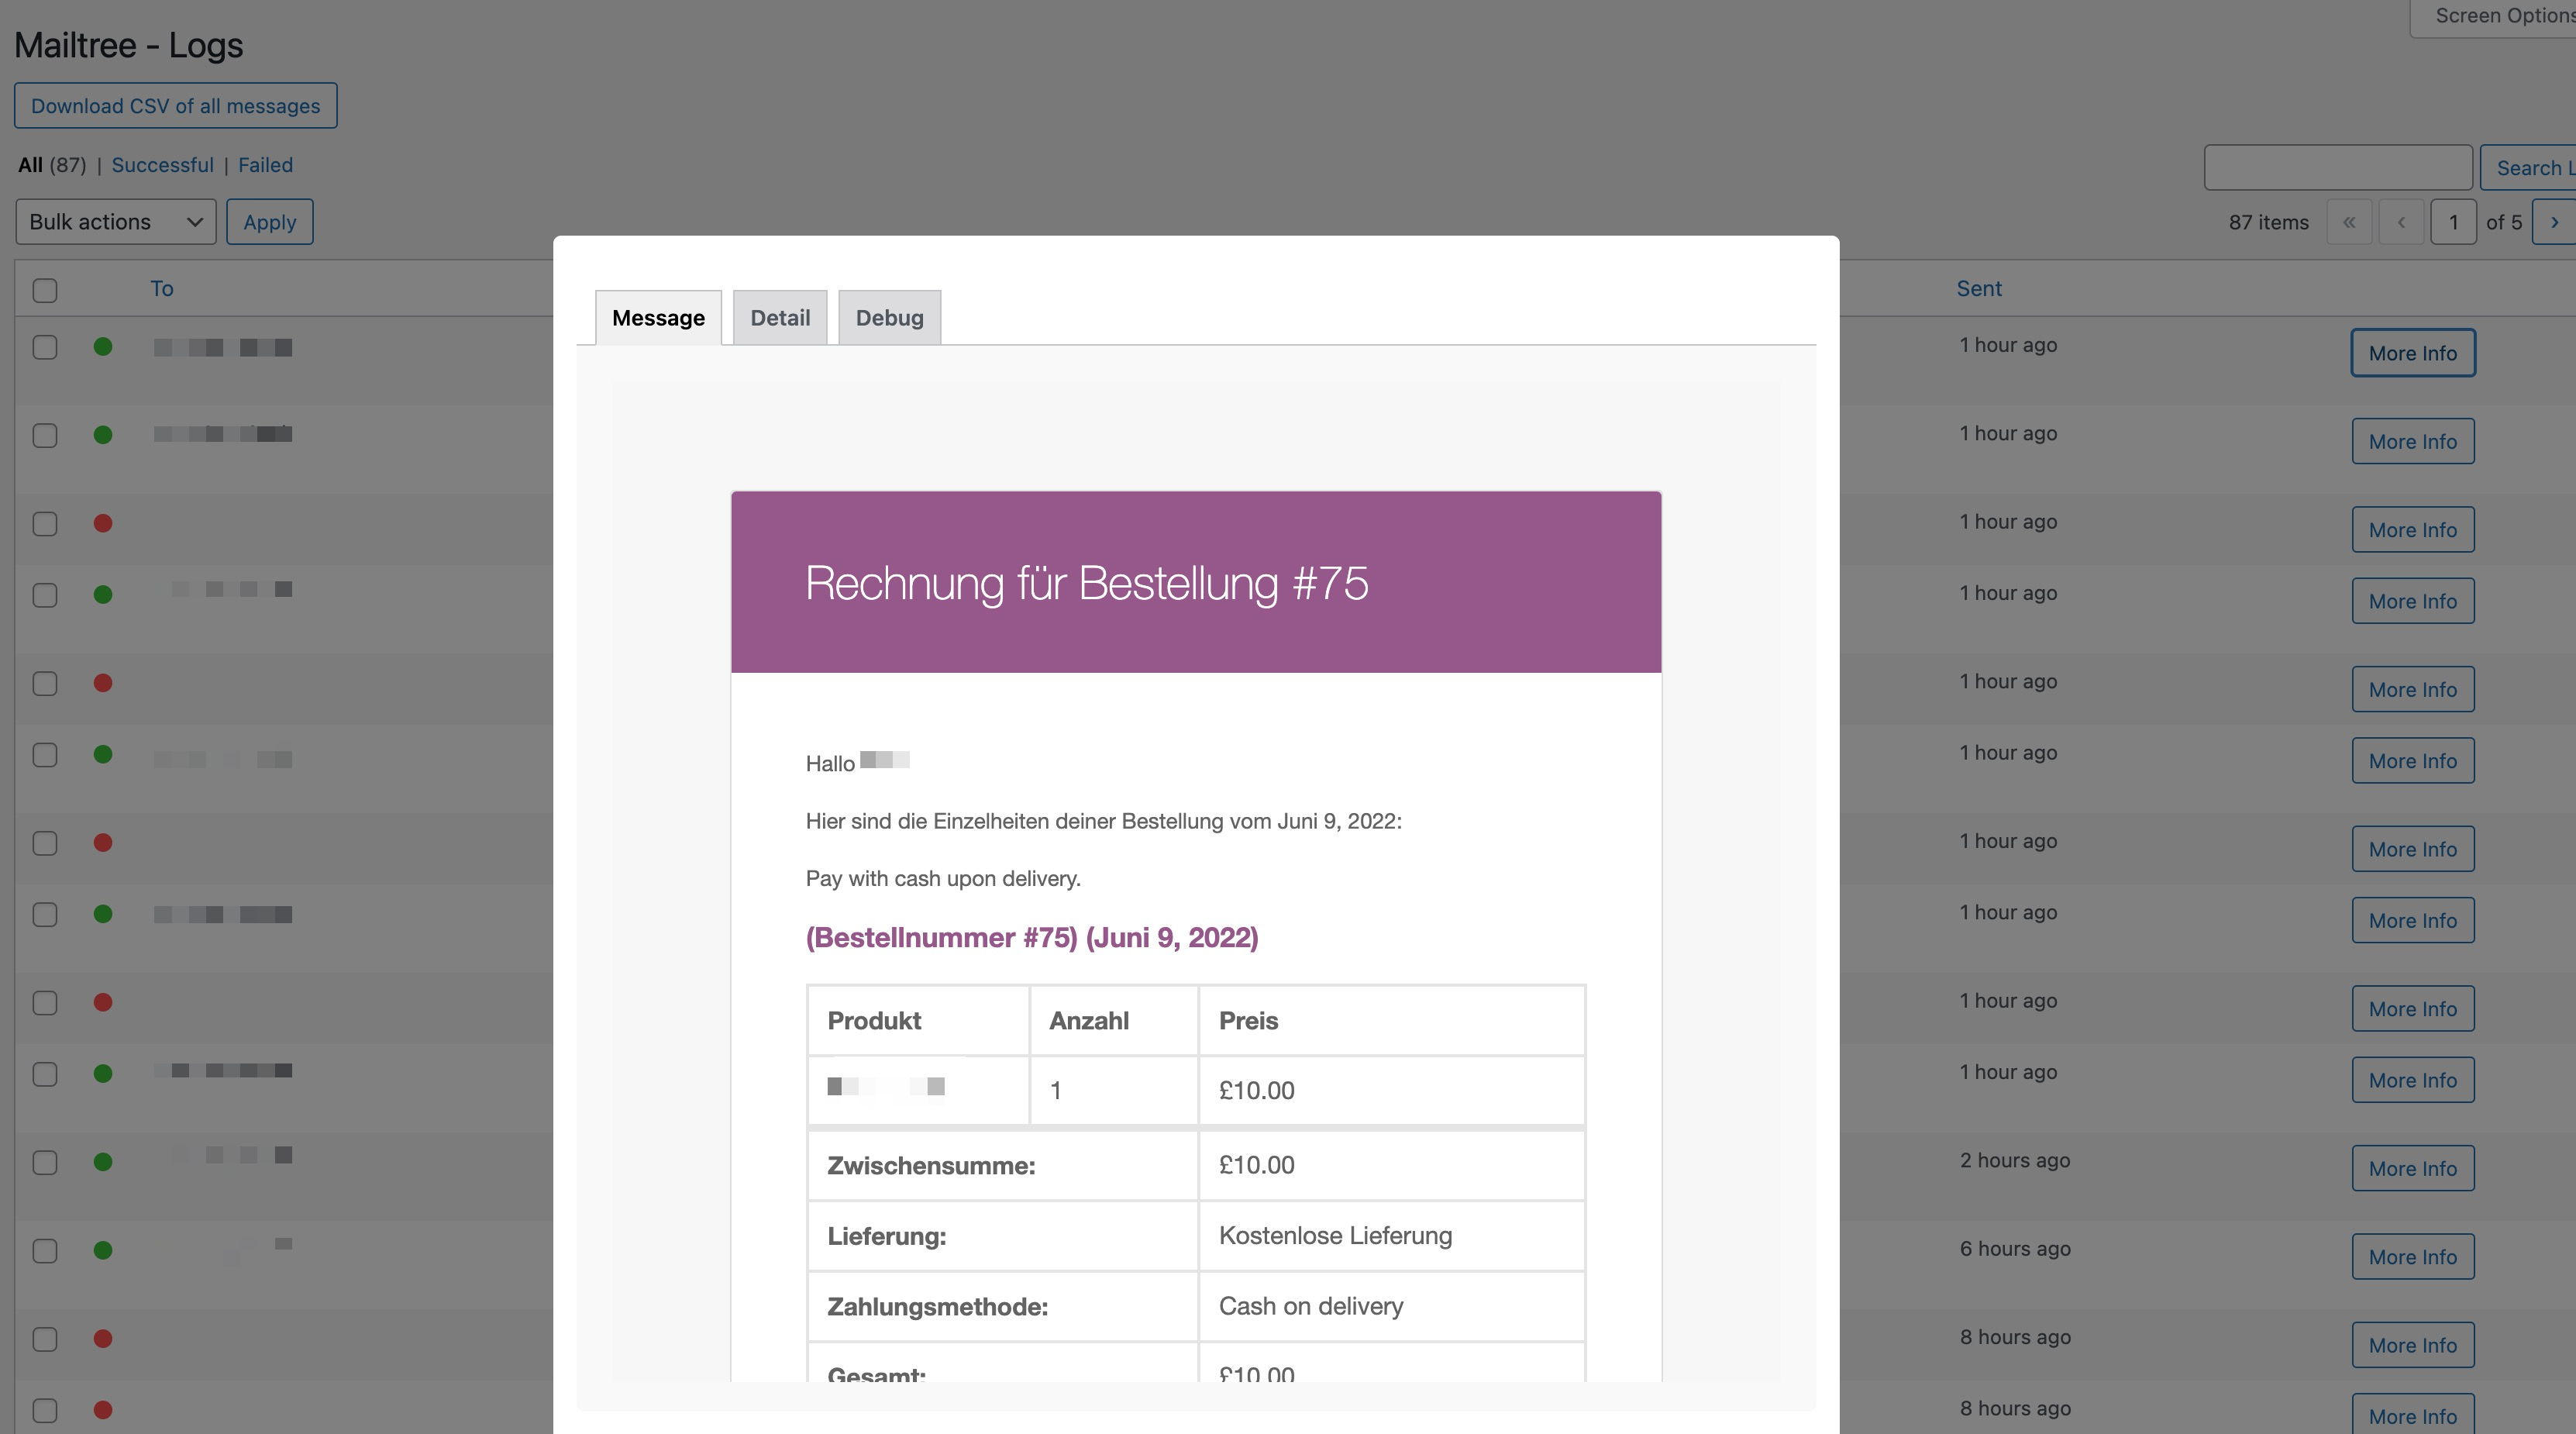 Screen Options
Mailtree - Logs
Download CSV of all messages
All (87) | Successful | Failed
Search L
Bulk actions
Apply
87 items « ‹ 1 of 5 ›
To
Sent
1 hour ago More Info
1 hour ago More Info
1 hour ago More Info
1 hour ago More Info
1 hour ago More Info
1 hour ago More Info
1 hour ago More Info
1 hour ago More Info
1 hour ago More Info
1 hour ago More Info
2 hours ago More Info
6 hours ago More Info
8 hours ago More Info
8 hours ago More Info
Message Detail Debug
Rechnung für Bestellung #75
Hallo
Hier sind die Einzelheiten deiner Bestellung vom Juni 9, 2022:
Pay with cash upon delivery.
(Bestellnummer #75) (Juni 9, 2022)
Produkt Anzahl Preis
1 £10.00
Zwischensumme: £10.00
Lieferung: Kostenlose Lieferung
Zahlungsmethode: Cash on delivery
Gesamt: £10.00